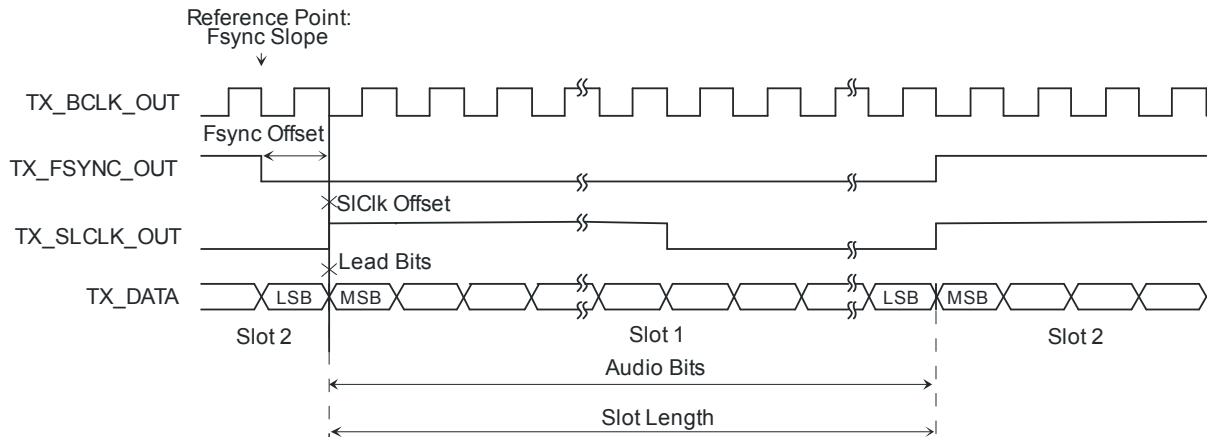 Reference Point:
Fsync Slope
TX_BCLK_OUT
Fsync Offset
TX_FSYNC_OUT
SlClk Offset
TX_SLCLK_OUT
Lead Bits
TX_DATA
LSB
MSB
LSB
MSB
Slot 2
Slot 1
Slot 2
Audio Bits
Slot Length